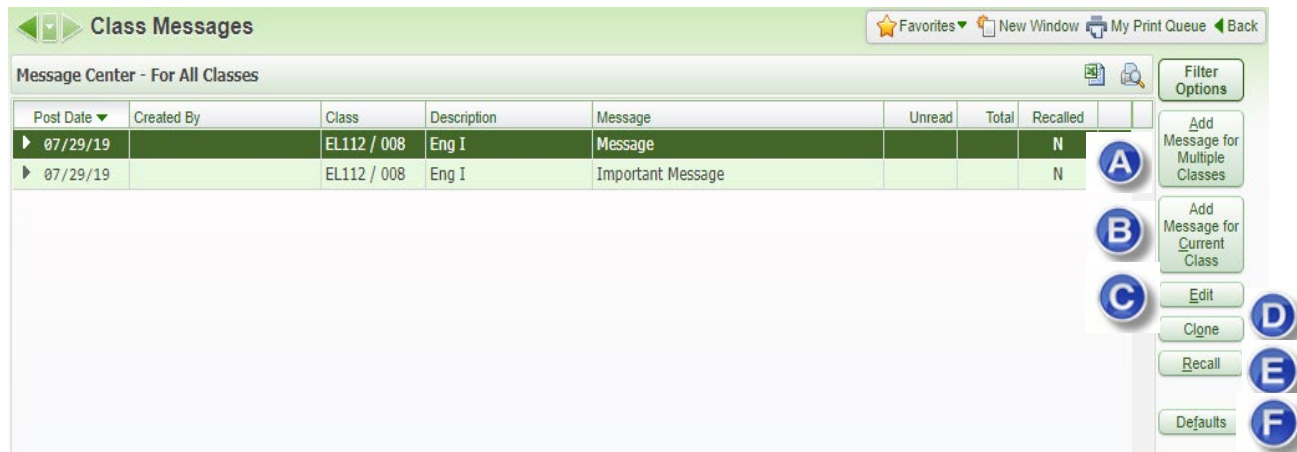 Class Messages
Favorites New Window My Print Queue Back
Message Center - For All Classes
Filter
Options
Post Date Created By Class Description Message Unread Total Recalled
07/29/19 EL112 / 008 Eng I Message N
07/29/19 EL112 / 008 Eng I Important Message N
Add
Message for
Multiple
Classes
A
Add
Message for
Current
Class
B
Edit
C
Clone
D
Recall
E
Defaults
F